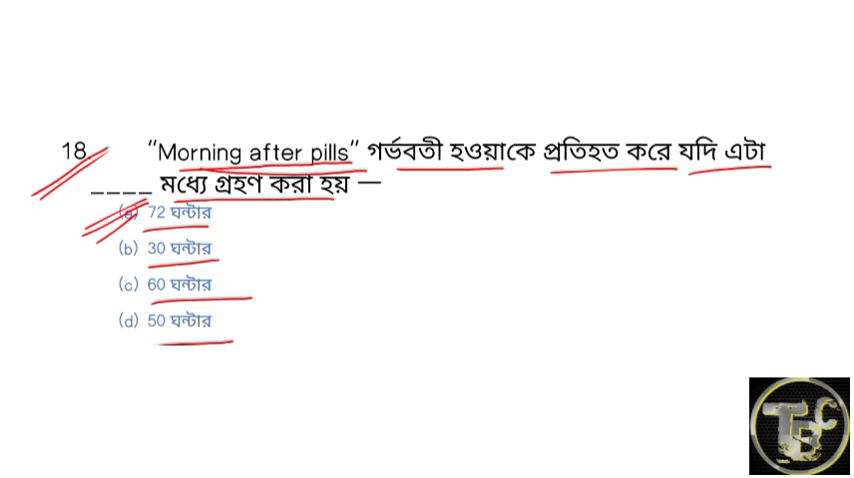 18. "Morning after pills" গর্ভবতী হওয়াকে প্রতিহত করে যদি এটা
____ মধ্যে গ্রহণ করা হয় —
(a) 72 ঘন্টার
(b) 30 ঘন্টার
(c) 60 ঘন্টার
(d) 50 ঘন্টার